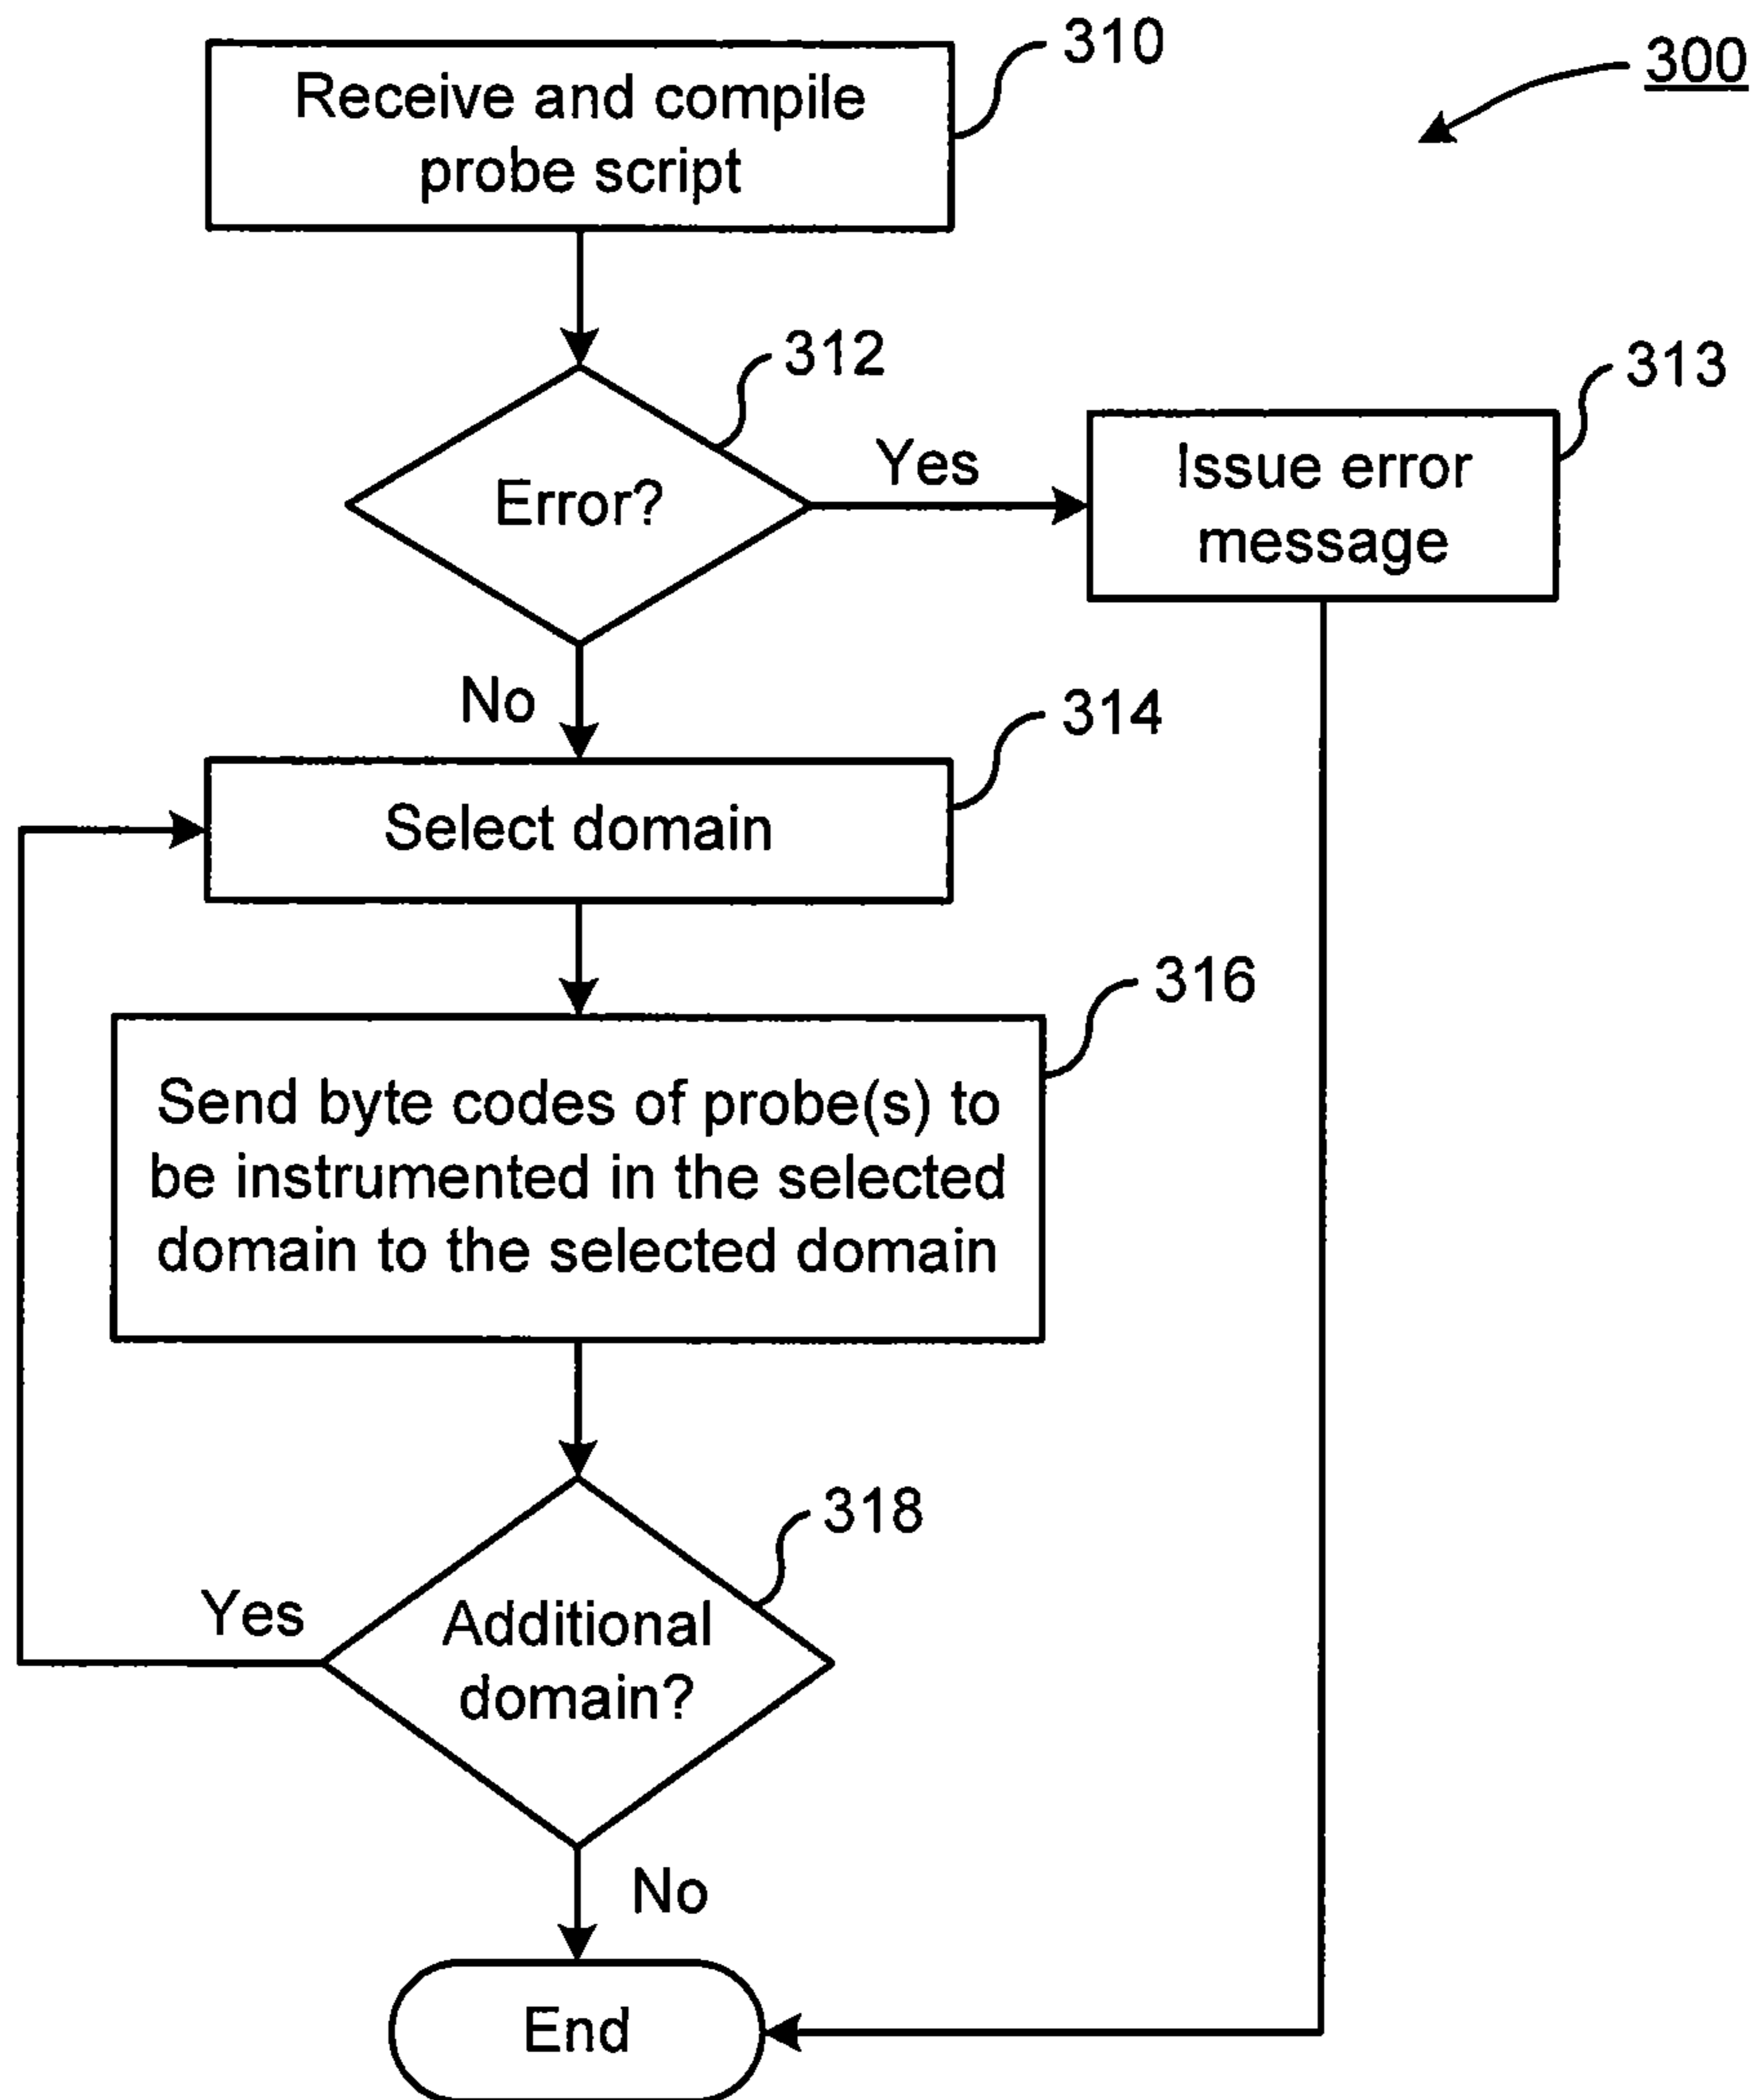 310
300
Receive and compile
probe script
312
313
Yes
Issue error
message
Error?
No
314
Select domain
316
Send byte codes of probe(s) to
be instrumented in the selected
domain to the selected domain
318
Yes
Additional
domain?
No
End